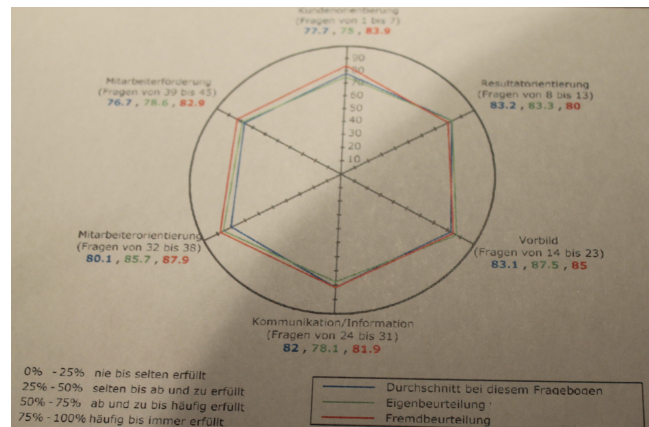 Kundenorientierung
(Fragen von 1 bis 7)
77.7 , 75 , 83.9
90
80
70
60
50
40
30
20
10
Mitarbeiterförderung
(Fragen von 39 bis 45)
76.7 , 78.6 , 82.9
Resultatorientierung
(Fragen von 8 bis 13)
83.2 , 83.3 , 80
Mitarbeiterorientierung
(Fragen von 32 bis 38)
80.1 , 85.7 , 87.9
Vorbild
(Fragen von 14 bis 23)
83.1 , 87.5 , 85
Kommunikation/Information
(Fragen von 24 bis 31)
82 , 78.1 , 81.9
0% - 25% nie bis selten erfüllt
25% - 50% selten bis ab und zu erfüllt
50% - 75% ab und zu bis häufig erfüllt
75% - 100% häufig bis immer erfüllt
Durchschnitt bei diesem Fragebogen
Eigenbeurteilung
Fremdbeurteilung